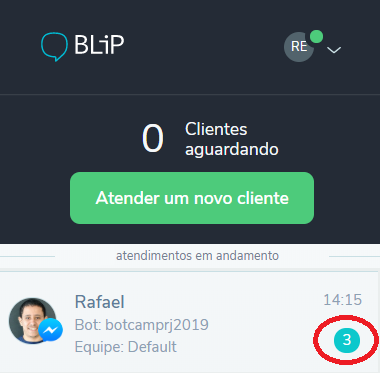 BLiP
RE
0
Clientes
aguardando
Atender um novo cliente
atendimentos em andamento
Rafael
14:15
Bot: botcamprj2019
3
Equipe: Default